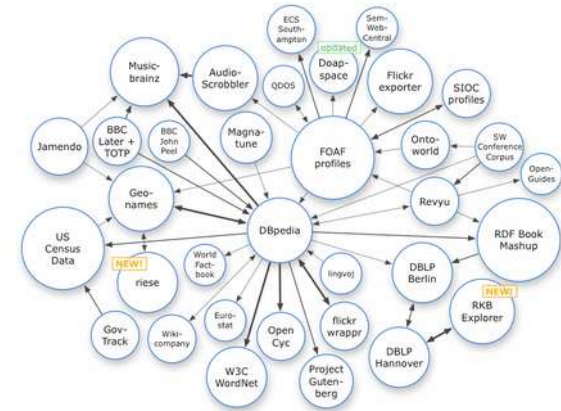 ECS
South-
ampton
Sem-
Web-
Central
updated
Doap-
space
Music-
brainz
Audio-
Scrobbler
QDOS
Flickr
exporter
SIOC
profiles
BBC
Later +
TOTP
BBC
John
Peel
Magna-
tune
FOAF
profiles
Onto-
world
SW
Conference
Corpus
Jamendo
Open-
Guides
Geo-
names
Revyu
US
Census
Data
DBpedia
RDF Book
Mashup
NEW!
riese
World
Fact-
book
lingvoj
DBLP
Berlin
NEW!
RKB
Explorer
Gov-
Track
Wiki-
company
Euro-
stat
Open
Cyc
flickr
wrappr
DBLP
Hannover
W3C
WordNet
Project
Guten-
berg